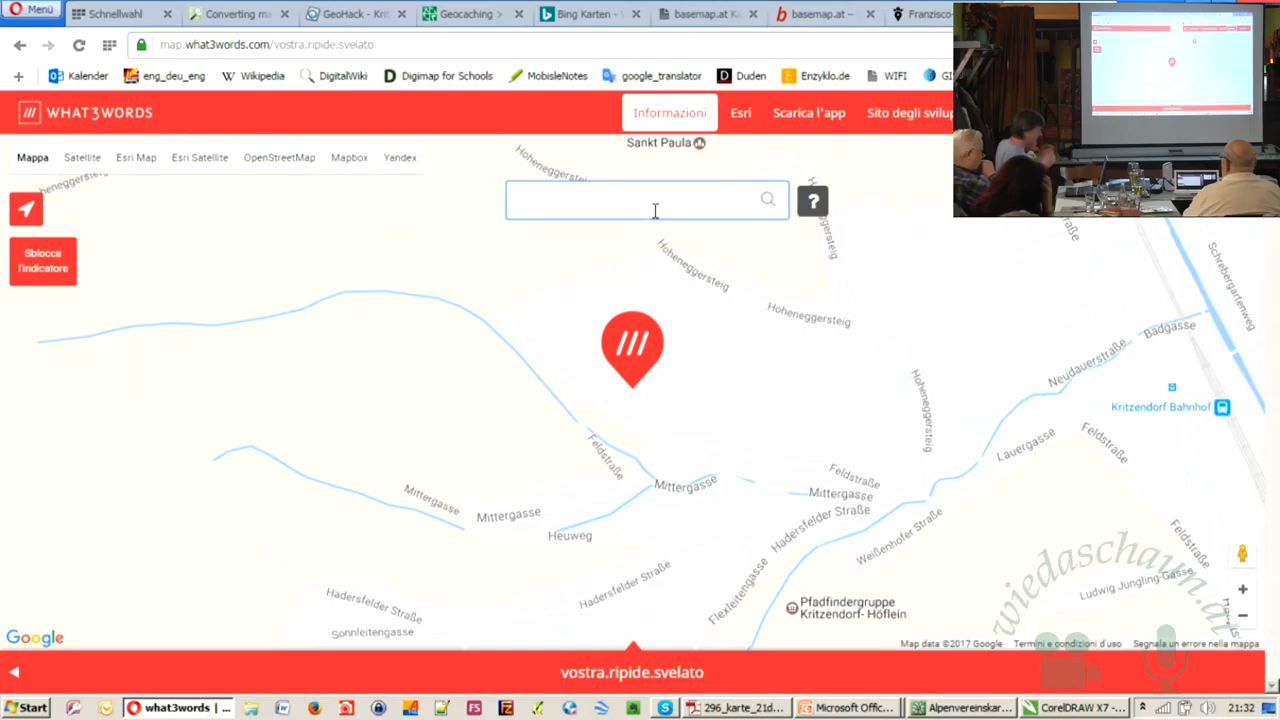 Menü
Schnellwahl
Converting ma
GeoHack - Krit
Geocaching >
Bing Karten -
basemap.at K
basemap.at –
Franzisco-
map.what3words.com/vostra.ripide.svelato
Kalender
eng_deu_eng
Wikipedia
DigitalWiki
Digimap for Schools
MobisleNotes
google_translator
Duden
Enzyklo.de
WIFI
WHAT3WORDS
Informazioni
Esri
Scarica l'app
Sito degli svilup
Mappa
Satellite
Esri Map
Esri Satellite
OpenStreetMap
Mapbox
Yandex
Sankt Paula
Hoheneggersteig
Hoheneggersteig
?
Sblocca
l'indicatore
Hoheneggersteig
Hoheneggersteig
Hoheneggersteig
Schrebergartenweg
Badgasse
Neudauerstraße
Kritzendorf Bahnhof
Feldstraße
Lauergasse
Feldstraße
Mittergasse
Feldstraße
Mittergasse
Mittergasse
Mittergasse
Hadersfelder Straße
Weißenhofer Straße
Heuweg
Feldstraße
Hadersfelder Straße
Flexleitengasse
Ludwig Jüngling-Gasse
Hadersfelder Straße
Sonnleitengasse
Pfadfindergruppe
Kritzendorf- Höflein
wiedaschaum.at
Google
Map data ©2017 Google
Termini e condizioni d'uso
Segnala un errore nella mappa
vostra.ripide.svelato
Start
what3words | ...
296_karte_21d...
Microsoft Offic...
Alpenvereinskar...
CorelDRAW X7 -...
21:32